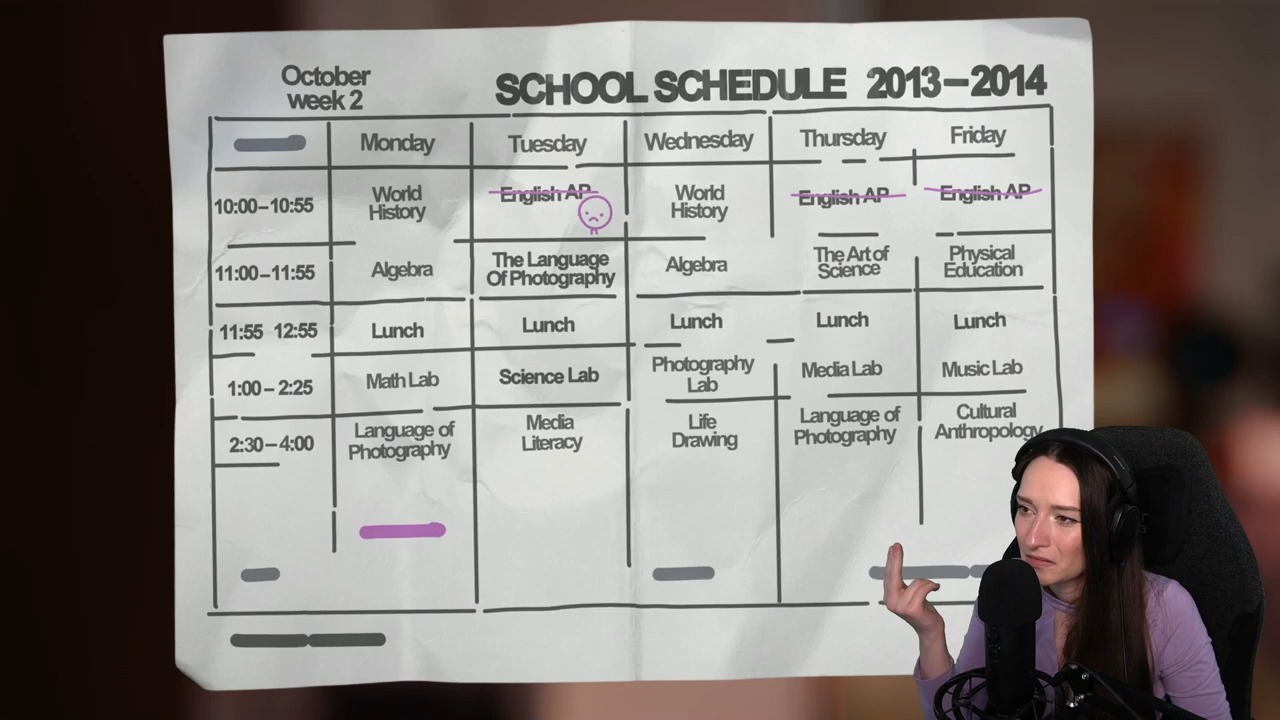 October
week 2
SCHOOL SCHEDULE 2013-2014
Monday Tuesday Wednesday Thursday Friday
10:00-10:55 World History English AP World History English AP English AP
11:00-11:55 Algebra The Language Of Photography Algebra The Art of Science Physical Education
11:55 12:55 Lunch Lunch Lunch Lunch Lunch
1:00-2:25 Math Lab Science Lab Photography Lab Media Lab Music Lab
2:30-4:00 Language of Photography Media Literacy Life Drawing Language of Photography Cultural Anthropology